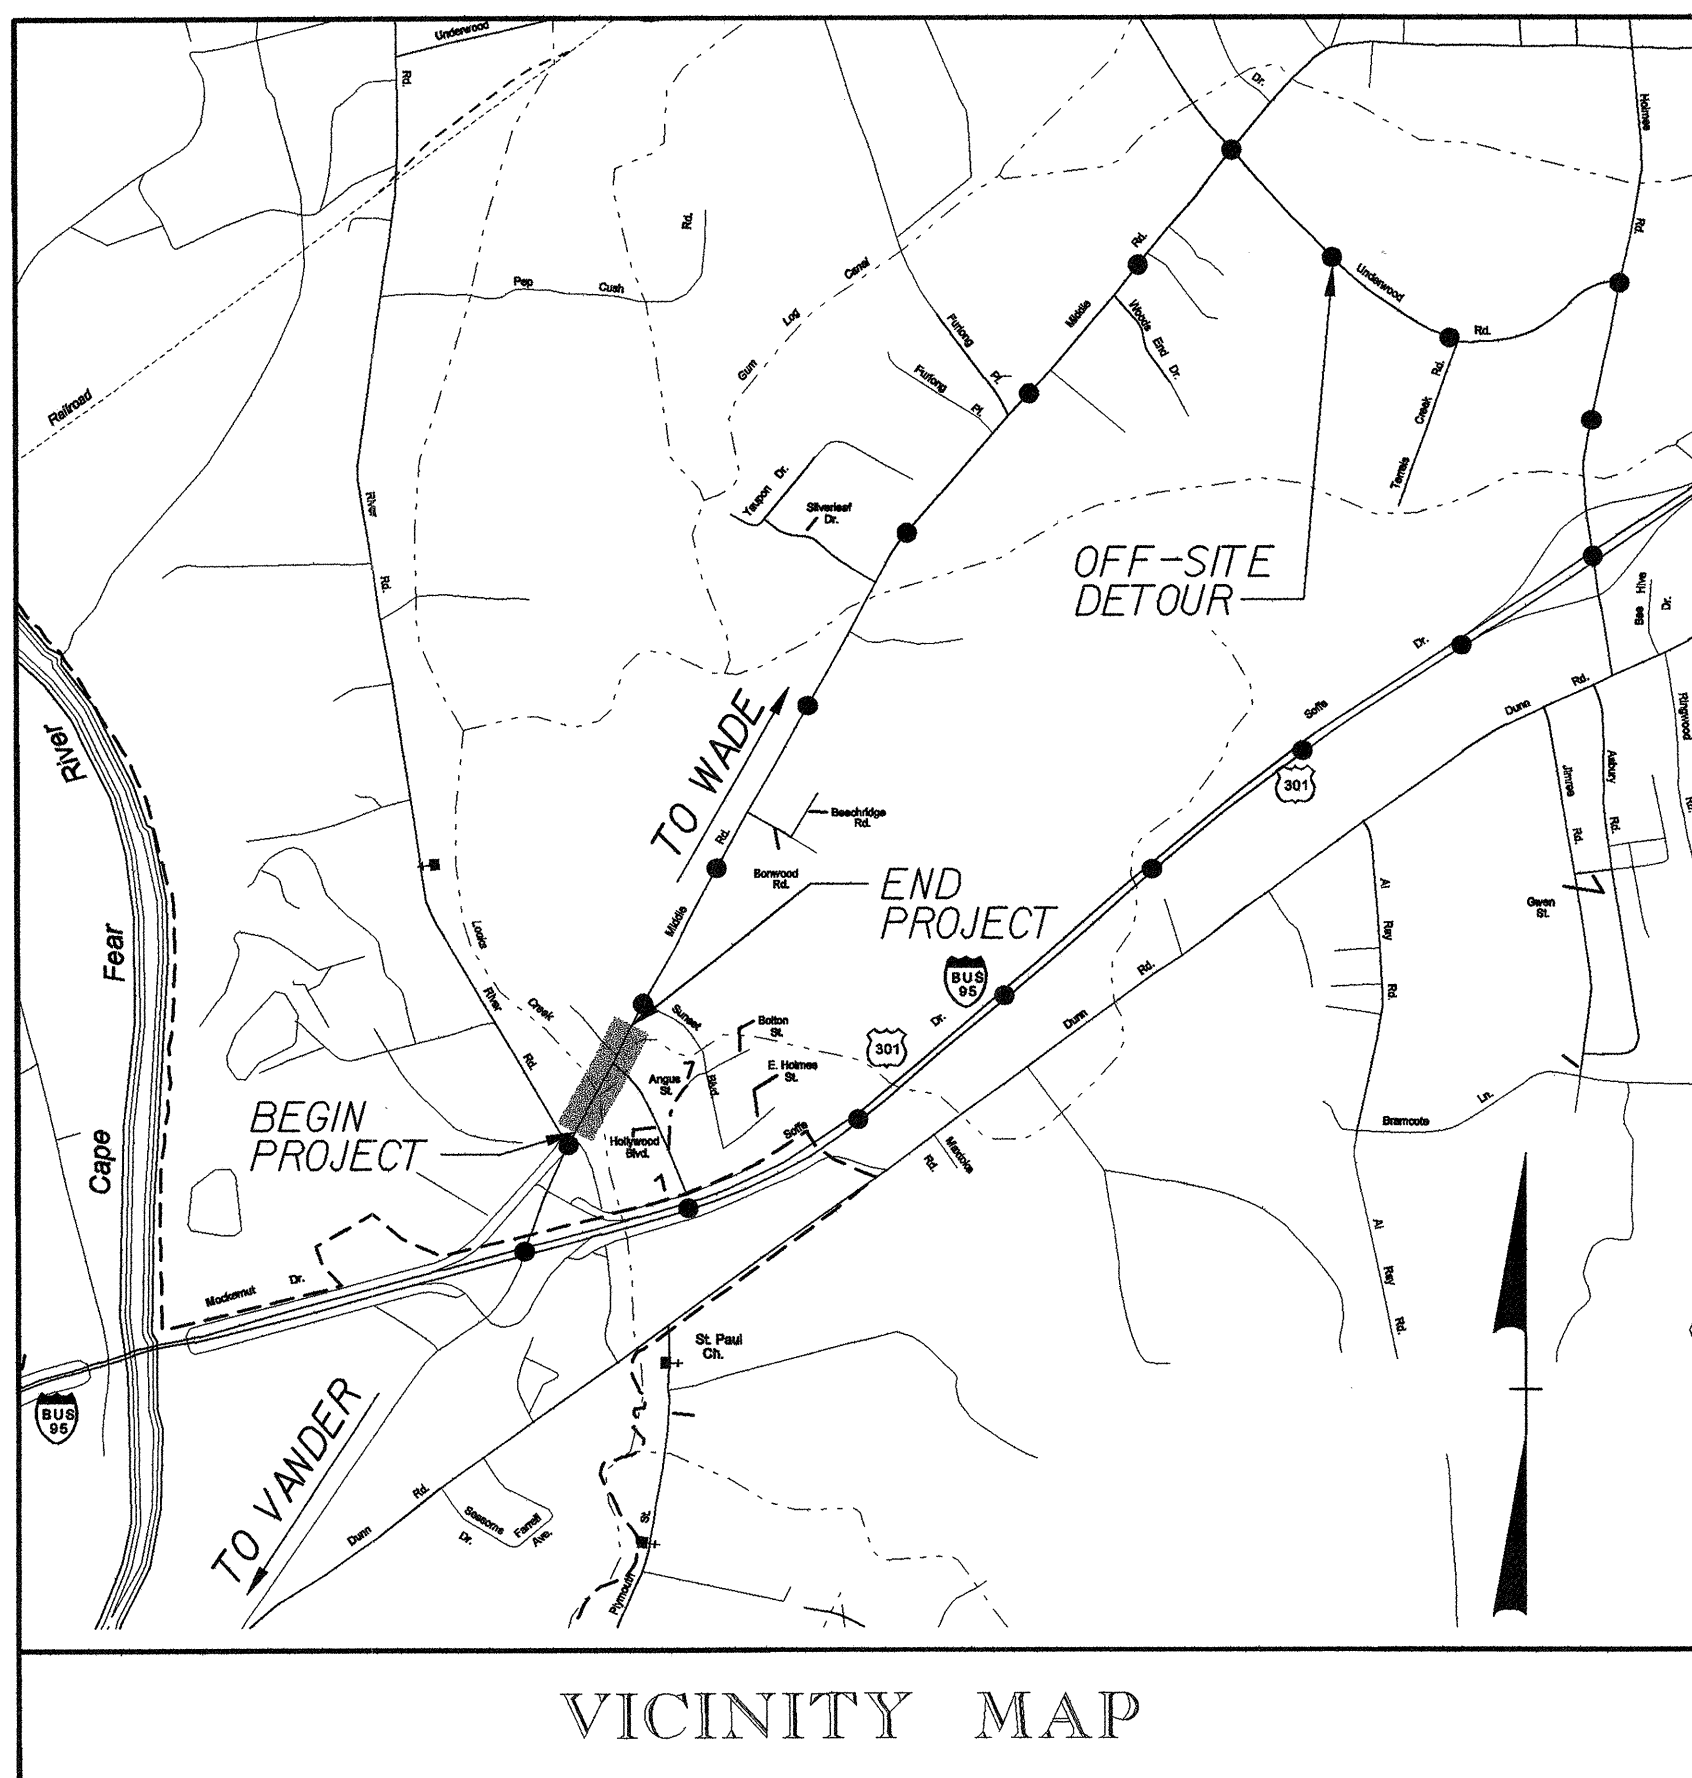 Underwood
Rd.
Dr.
Holmes
Rd.
Rd.
Rd.
Pep Cush
Gum Log Canal
Underwood
Rd.
Middle
Woods End Dr.
Furlong
Pl.
Furlong
Pl.
Railroad
Terrels Creek Rd.
Yaupon Dr.
Silverleaf
Dr.
River
Rd.
OFF-SITE
DETOUR
Bee Hive
Dr.
Dr.
Rd.
Dunn
Soffe
Ringwood
Rd.
River
TO WADE
301
Jimree
Rd.
Asbury
Rd.
Beechridge
Rd.
Rd.
Bonwood
Rd.
END
PROJECT
Middle
Al Ray Rd.
Gwen
St.
Fear
Locks
Creek
River
Rd.
BUS
95
Rd.
Dunn
Dr.
Sunset
Blvd.
Bolton
St.
301
E. Holmes
St.
Angus
St.
BEGIN
PROJECT
Hollywood
Blvd.
Soffe
Ln.
Bramcote
Rd.
Cape
Mockernut Dr.
Al Ray Rd.
St. Paul
Ch.
BUS
95
TO VANDER
Rd.
Dunn
Sessoms
Dr.
Farrell
Ave.
St.
Plymouth
VICINITY MAP